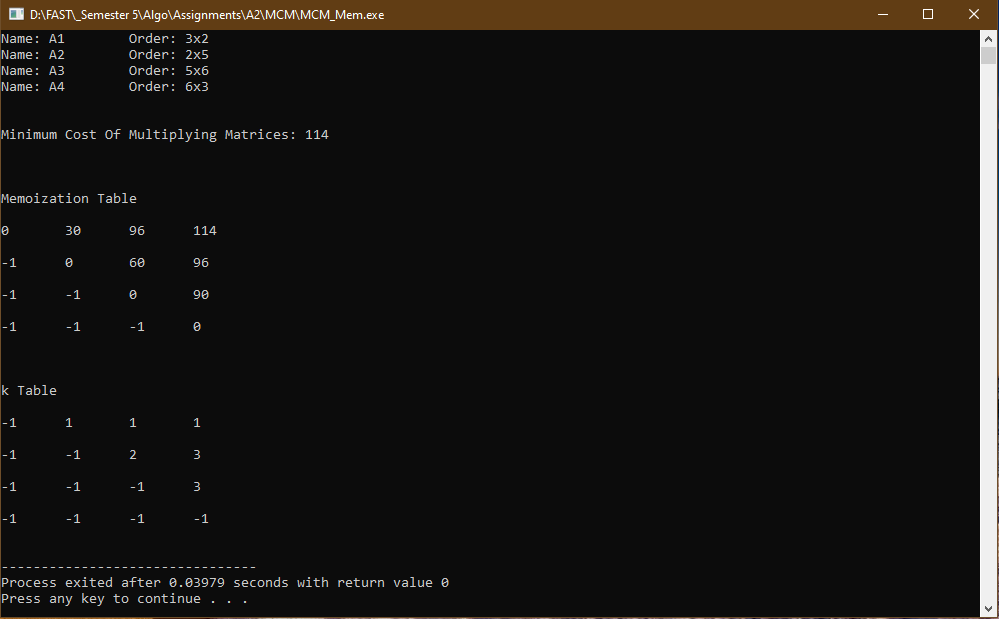 D:\FAST\_Semester 5\Algo\Assignments\A2\MCM\MCM_Mem.exe
Name: A1        Order: 3x2
Name: A2        Order: 2x5
Name: A3        Order: 5x6
Name: A4        Order: 6x3
Minimum Cost Of Multiplying Matrices: 114
Memoization Table
0       30      96      114
-1      0       60      96
-1      -1      0       90
-1      -1      -1      0
k Table
-1      1       1       1
-1      -1      2       3
-1      -1      -1      3
-1      -1      -1      -1
--------------------------------
Process exited after 0.03979 seconds with return value 0
Press any key to continue . . .